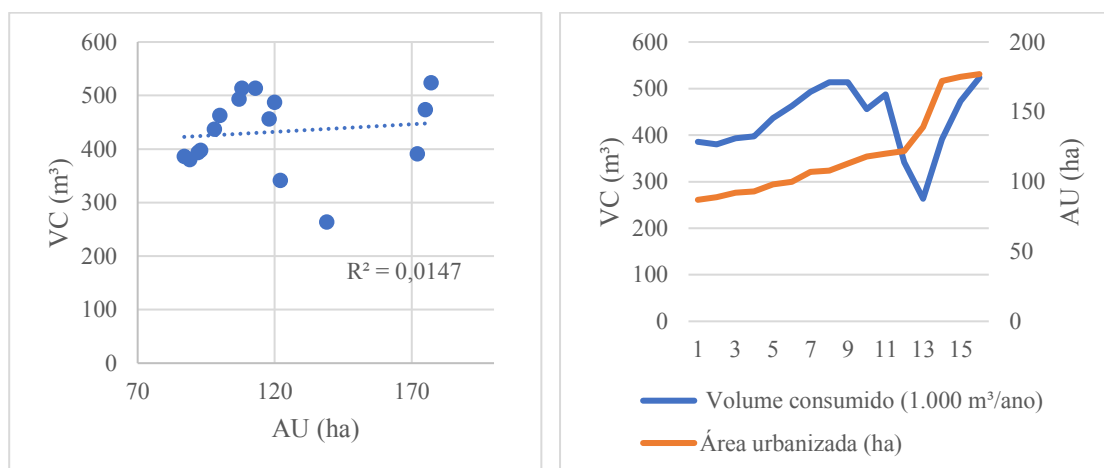 600
500
400
300
200
100
0
VC (m³)
R² = 0,0147
70 120 170
AU (ha)
600
500
400
300
200
100
0
VC (m³)
200
150
100
50
0
AU (ha)
1 3 5 7 9 11 13 15
Volume consumido (1.000 m³/ano)
Área urbanizada (ha)